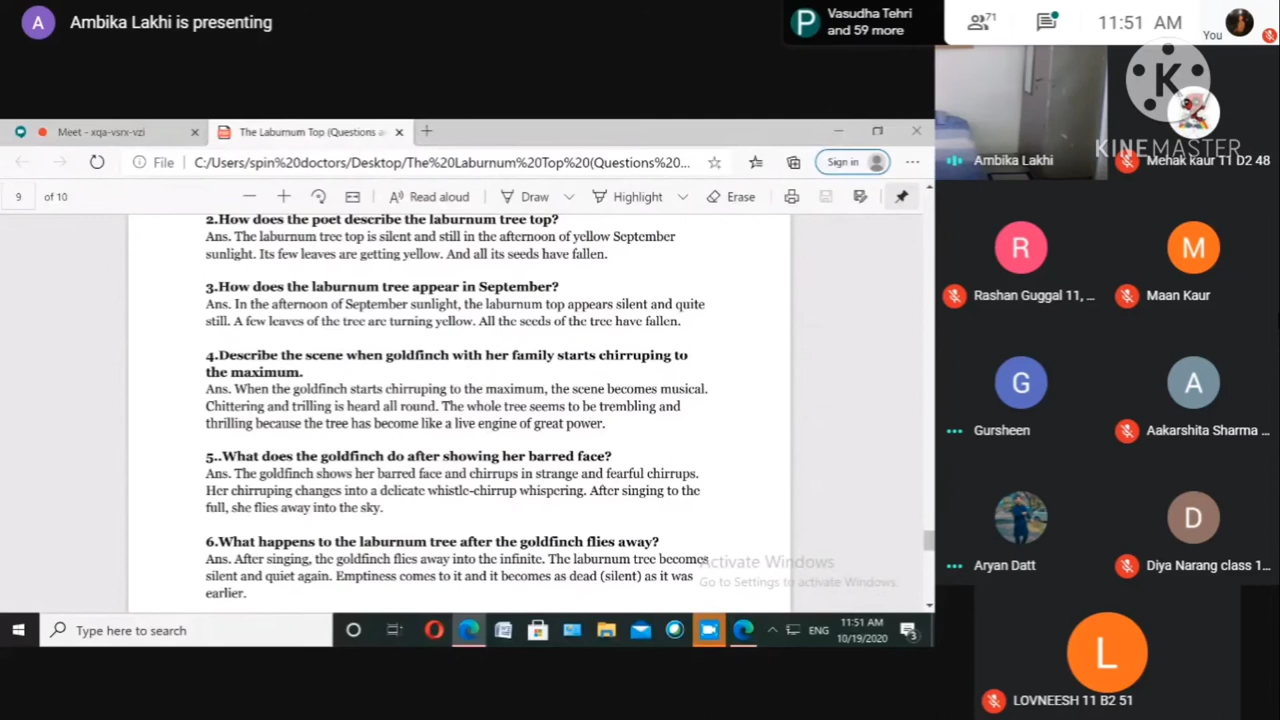 A Ambika Lakhi is presenting
P Vasudha Tehri
and 59 more
71
11:51 AM
You
Meet - xqa-vsrx-vzi
The Laburnum Top (Questions a
File C:/Users/spin%20doctors/Desktop/The%20Laburnum%20Top%20(Questions%20...
Sign in
9 of 10
Read aloud
Draw
Highlight
Erase
2.How does the poet describe the laburnum tree top?
Ans. The laburnum tree top is silent and still in the afternoon of yellow September
sunlight. Its few leaves are getting yellow. And all its seeds have fallen.
3.How does the laburnum tree appear in September?
Ans. In the afternoon of September sunlight, the laburnum top appears silent and quite
still. A few leaves of the tree are turning yellow. All the seeds of the tree have fallen.
4.Describe the scene when goldfinch with her family starts chirruping to
the maximum.
Ans. When the goldfinch starts chirruping to the maximum, the scene becomes musical.
Chittering and trilling is heard all round. The whole tree seems to be trembling and
thrilling because the tree has become like a live engine of great power.
5..What does the goldfinch do after showing her barred face?
Ans. The goldfinch shows her barred face and chirrups in strange and fearful chirrups.
Her chirruping changes into a delicate whistle-chirrup whispering. After singing to the
full, she flies away into the sky.
6.What happens to the laburnum tree after the goldfinch flies away?
Ans. After singing, the goldfinch flies away into the infinite. The laburnum tree becomes
silent and quiet again. Emptiness comes to it and it becomes as dead (silent) as it was
earlier.
Activate Windows
Go to Settings to activate Windows.
Type here to search
ENG
11:51 AM
10/19/2020
3
K
KINEMASTER
Ambika Lakhi
Mehak kaur 11 D2 48
R
M
Rashan Guggal 11, ...
Maan Kaur
G
A
Gursheen
Aakarshita Sharma ...
D
Aryan Datt
Diya Narang class 1...
L
LOVNEESH 11 B2 51